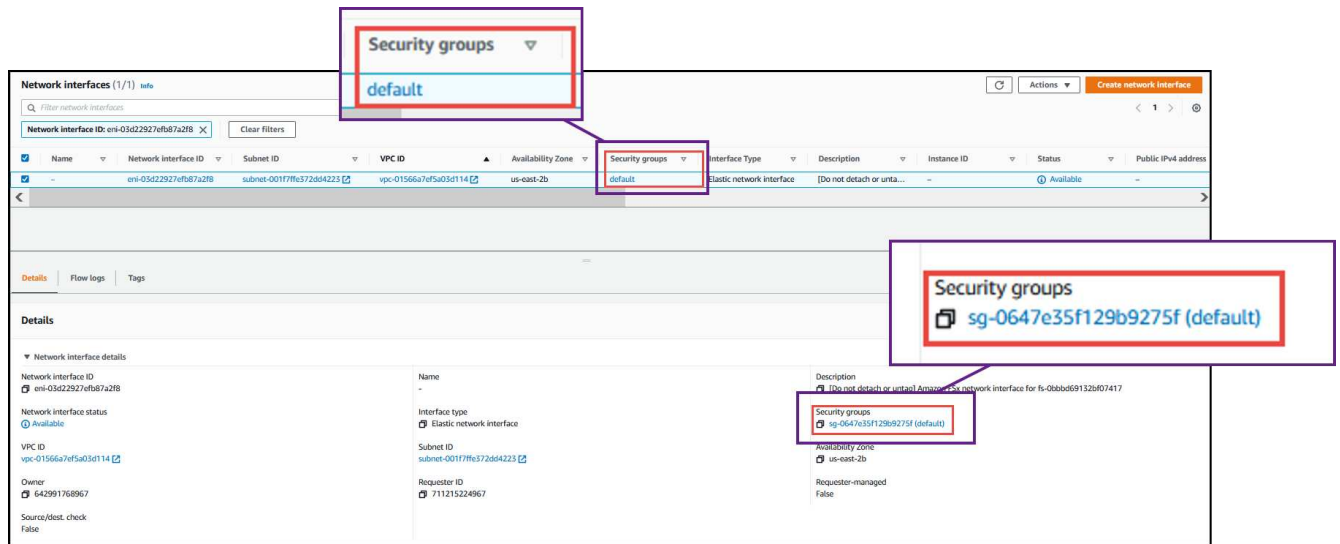 Security groups
default
Network interfaces (1/1) Info
Actions
Create network interface
Filter network interfaces
1
Network interface ID: eni-03d22927efb87a2f8 Clear filters
Name Network interface ID Subnet ID VPC ID Availability Zone Security groups Interface Type Description Instance ID Status Public IPv4 address
- eni-03d22927efb87a2f8 subnet-001f7ffe372dd4223 vpc-01566a7ef5a03d114 us-east-2b default Elastic network interface [Do not detach or unta... - Available -
Details Flow logs Tags
Security groups
sg-0647e35f129b9275f (default)
Details
Network interface details
Network interface ID
eni-03d22927efb87a2f8
Name
-
Description
[Do not detach or untag] Amazon FSx network interface for fs-0bbbd69132bf07417
Network interface status
Available
Interface type
Elastic network interface
Security groups
sg-0647e35f129b9275f (default)
VPC ID
vpc-01566a7ef5a03d114
Subnet ID
subnet-001f7ffe372dd4223
Availability Zone
us-east-2b
Owner
642991768967
Requester ID
711215224967
Requester-managed
False
Source/dest. check
False